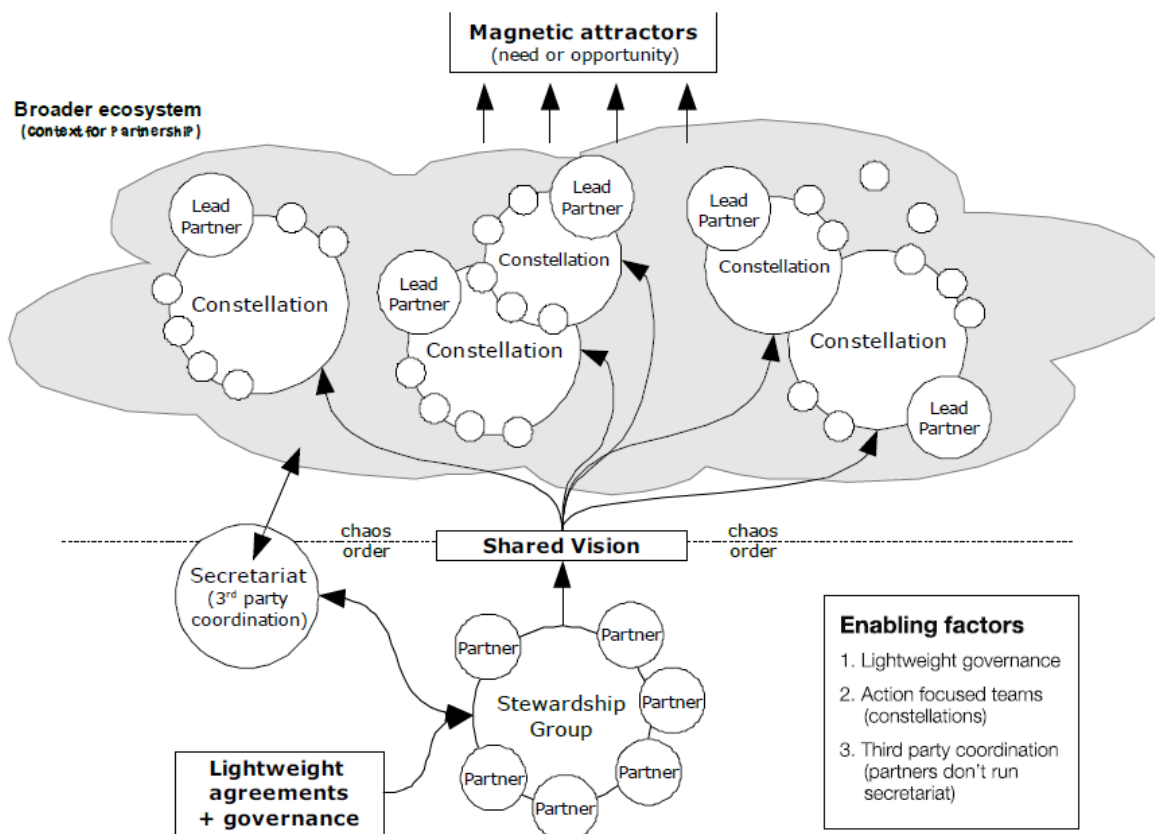 Magnetic attractors
(need or opportunity)
Broader ecosystem
(context for Partnership)
Lead
Partner
Constellation
Lead
Partner
Constellation
Lead
Partner
Constellation
Lead
Partner
Constellation
Constellation
Lead
Partner
chaos
order
Shared Vision
chaos
order
Secretariat
(3rd party
coordination)
Partner
Partner
Partner
Partner
Partner
Partner
Stewardship
Group
Lightweight
agreements
+ governance
Enabling factors
1. Lightweight governance
2. Action focused teams
(constellations)
3. Third party coordination
(partners don't run
secretariat)